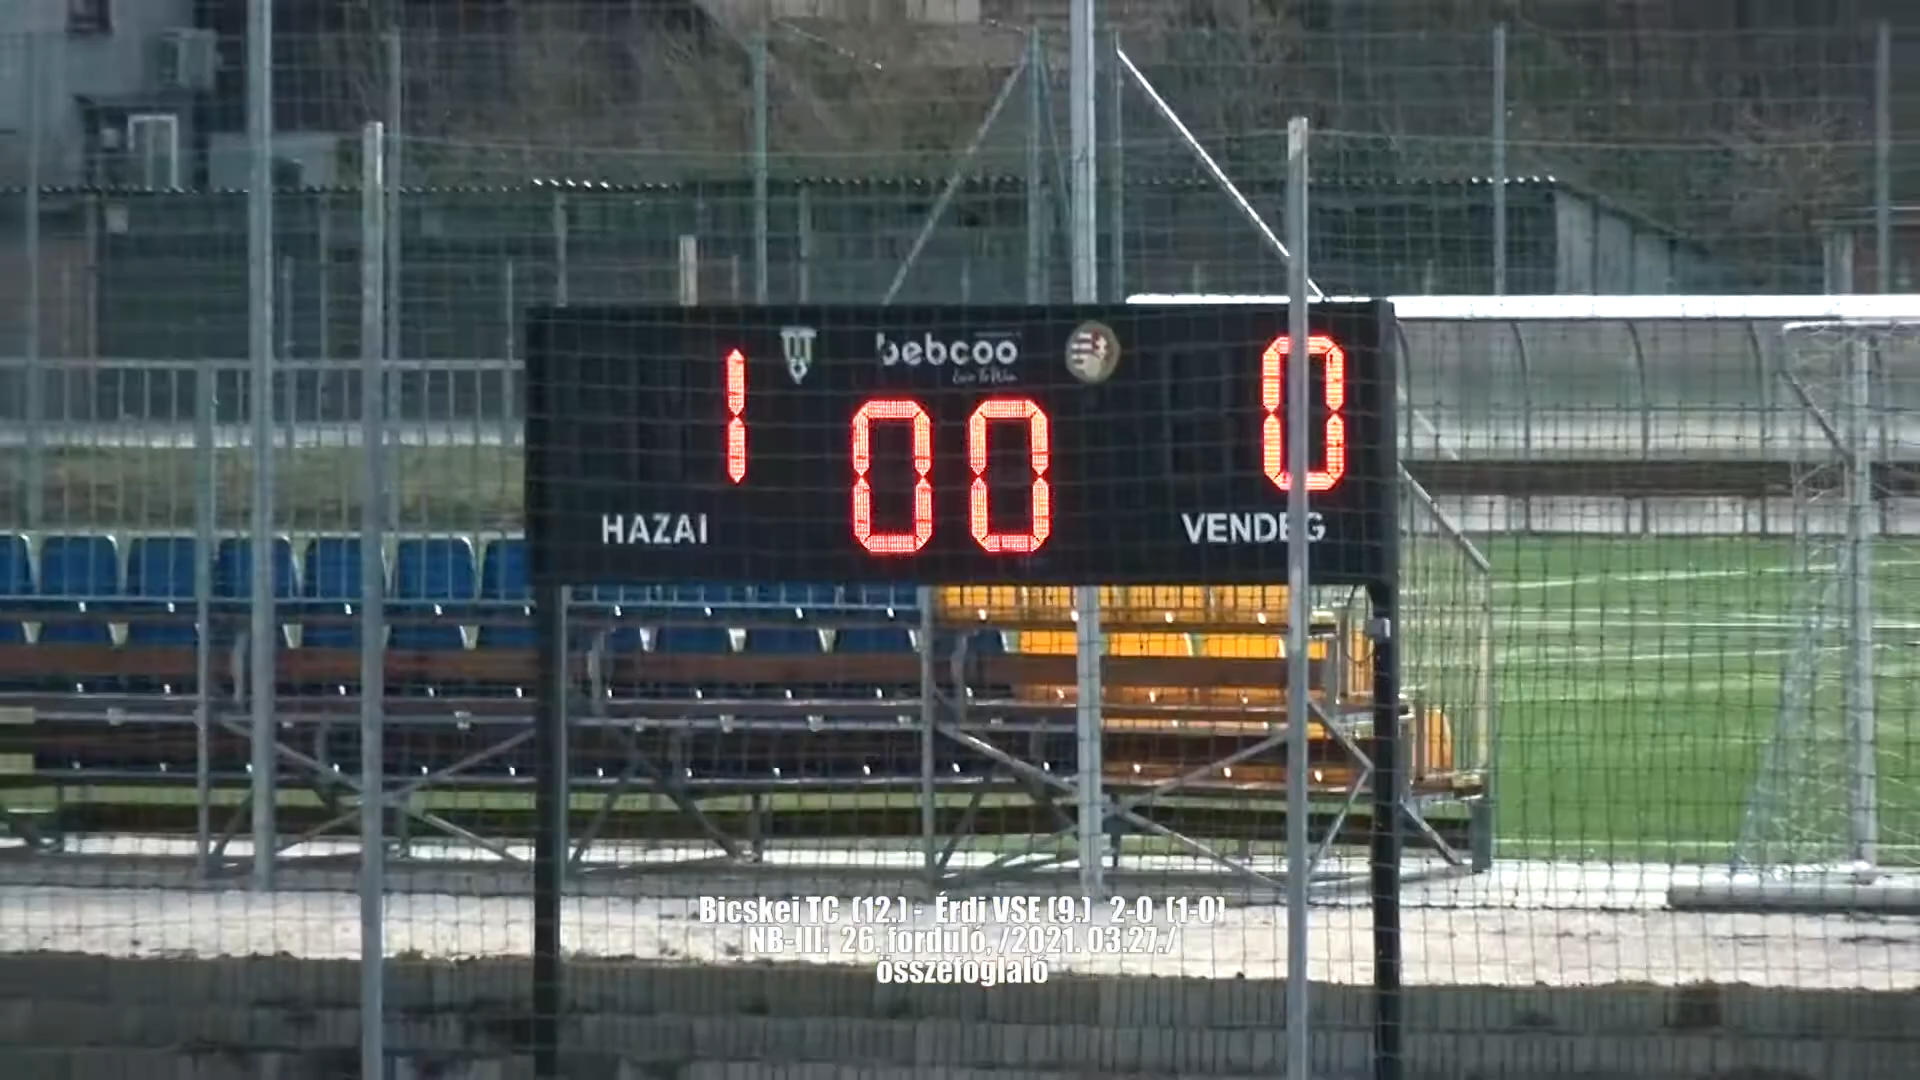 1 bebcoo 0
00
HAZAI VENDÉG
Bicskei TC (12.) - Érdi VSE (9.) 2-0 (1-0)
NB-III. 26. forduló, /2021. 03.27./
összefoglaló